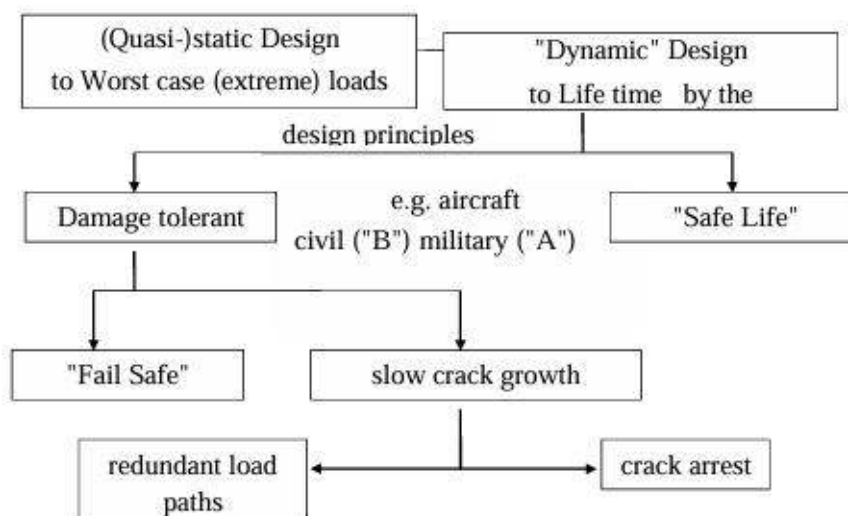 (Quasi-)static Design
to Worst case (extreme) loads
"Dynamic" Design
to Life time by the
design principles
Damage tolerant
e.g. aircraft
civil ("B") military ("A")
"Safe Life"
"Fail Safe"
slow crack growth
redundant load
paths
crack arrest